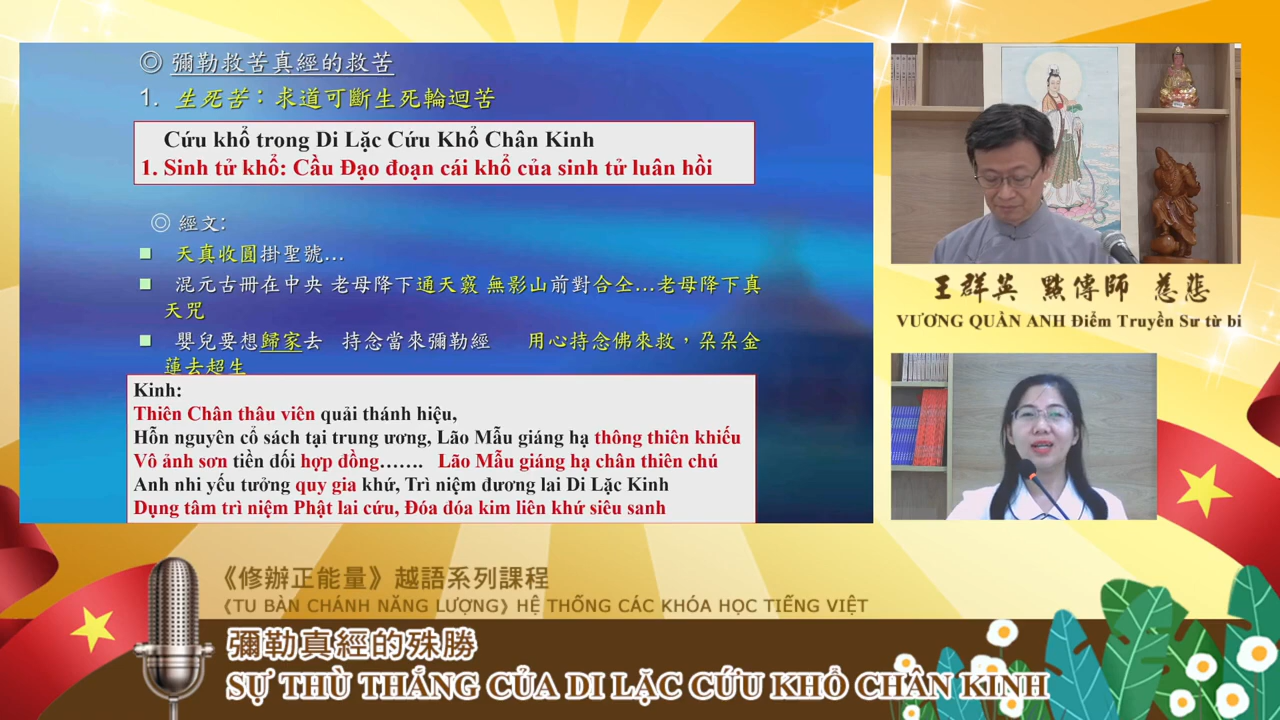 ◎ 彌勒救苦真經的救苦
1. 生死苦：求道可斷生死輪迴苦
Cứu khổ trong Di Lặc Cứu Khổ Chân Kinh
1. Sinh tử khổ: Cầu Đạo đoạn cái khổ của sinh tử luân hồi
◎ 經文:
天真收圓掛聖號...
混元古冊在中央 老母降下通天竅 無影山前對合仝...老母降下真
天咒
嬰兒要想歸家去 持念當來彌勒經 用心持念佛來救，朵朵金
蓮去超生
Kinh:
Thiên Chân thâu viên quải thánh hiệu,
Hỗn nguyên cổ sách tại trung ương, Lão Mẫu giáng hạ thông thiên khiếu
Vô ảnh sơn tiền đối hợp đồng……. Lão Mẫu giáng hạ chân thiên chú
Anh nhi yếu tưởng quy gia khứ, Trì niệm đương lai Di Lặc Kinh
Dụng tâm trì niệm Phật lai cứu, Đóa đóa kim liên khứ siêu sanh
王群英 點傳師 慈悲
VƯƠNG QUẦN ANH Điểm Truyền Sư từ bi
《修辦正能量》越語系列課程
《TU BÀN CHÁNH NĂNG LƯỢNG》HỆ THỐNG CÁC KHÓA HỌC TIẾNG VIỆT
彌勒真經的殊勝
SỰ THÙ THẮNG CỦA DI LẶC CỨU KHỔ CHÂN KINH